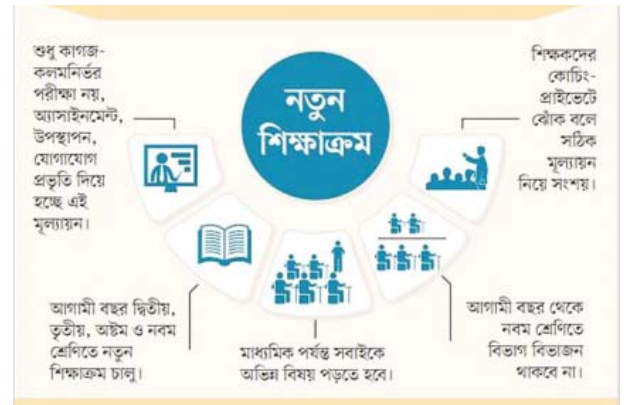 নতুন
শিক্ষাক্রম
শুধু কাগজ-
কলমনির্ভর
পরীক্ষা নয়,
অ্যাসাইনমেন্ট,
উপস্থাপন,
যোগাযোগ
প্রভৃতি দিয়ে
হচ্ছে এই
মূল্যায়ন।
আগামী বছর দ্বিতীয়,
তৃতীয়, অষ্টম ও নবম
শ্রেণিতে নতুন
শিক্ষাক্রম চালু।
মাধ্যমিক পর্যন্ত সবাইকে
অভিন্ন বিষয় পড়তে হবে।
আগামী বছর থেকে
নবম শ্রেণিতে
বিভাগ বিভাজন
থাকবে না।
শিক্ষকদের
কোচিং-
প্রাইভেটে
ঝোঁক বলে
সঠিক
মূল্যায়ন
নিয়ে সংশয়।